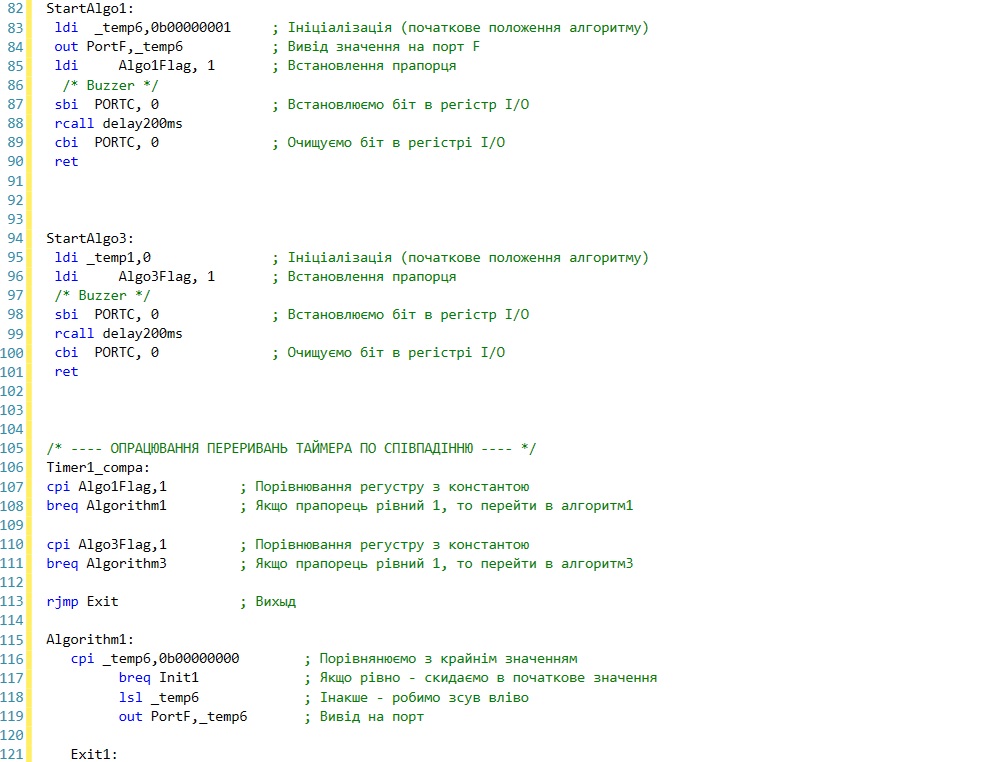 82 StartAlgo1:
83 ldi _temp6,0b00000001 ; Ініціалізація (початкове положення алгоритму)
84 out PortF,_temp6 ; Вивід значення на порт F
85 ldi Algo1Flag, 1 ; Встановлення прапорця
86 /* Buzzer */
87 sbi PORTC, 0 ; Встановлюємо біт в регістр I/O
88 rcall delay200ms
89 cbi PORTC, 0 ; Очищуємо біт в регістрі I/O
90 ret
91
92
93
94 StartAlgo3:
95 ldi _temp1,0 ; Ініціалізація (початкове положення алгоритму)
96 ldi Algo3Flag, 1 ; Встановлення прапорця
97 /* Buzzer */
98 sbi PORTC, 0 ; Встановлюємо біт в регістр I/O
99 rcall delay200ms
100 cbi PORTC, 0 ; Очищуємо біт в регістрі I/O
101 ret
102
103
104
105 /* ---- ОПРАЦЮВАННЯ ПЕРЕРИВАНЬ ТАЙМЕРА ПО СПІВПАДІННЮ ---- */
106 Timer1_compa:
107 cpi Algo1Flag,1 ; Порівнювання регустру з константою
108 breq Algorithm1 ; Якщо прапорець рівний 1, то перейти в алгоритм1
109
110 cpi Algo3Flag,1 ; Порівнювання регустру з константою
111 breq Algorithm3 ; Якщо прапорець рівний 1, то перейти в алгоритм3
112
113 rjmp Exit ; Вихыд
114
115 Algorithm1:
116 cpi _temp6,0b00000000 ; Порівнянюємо з крайнім значенням
117 breq Init1 ; Якщо рівно - скидаємо в початкове значення
118 lsl _temp6 ; Інакше - робимо зсув вліво
119 out PortF,_temp6 ; Вивід на порт
120
121 Exit1: